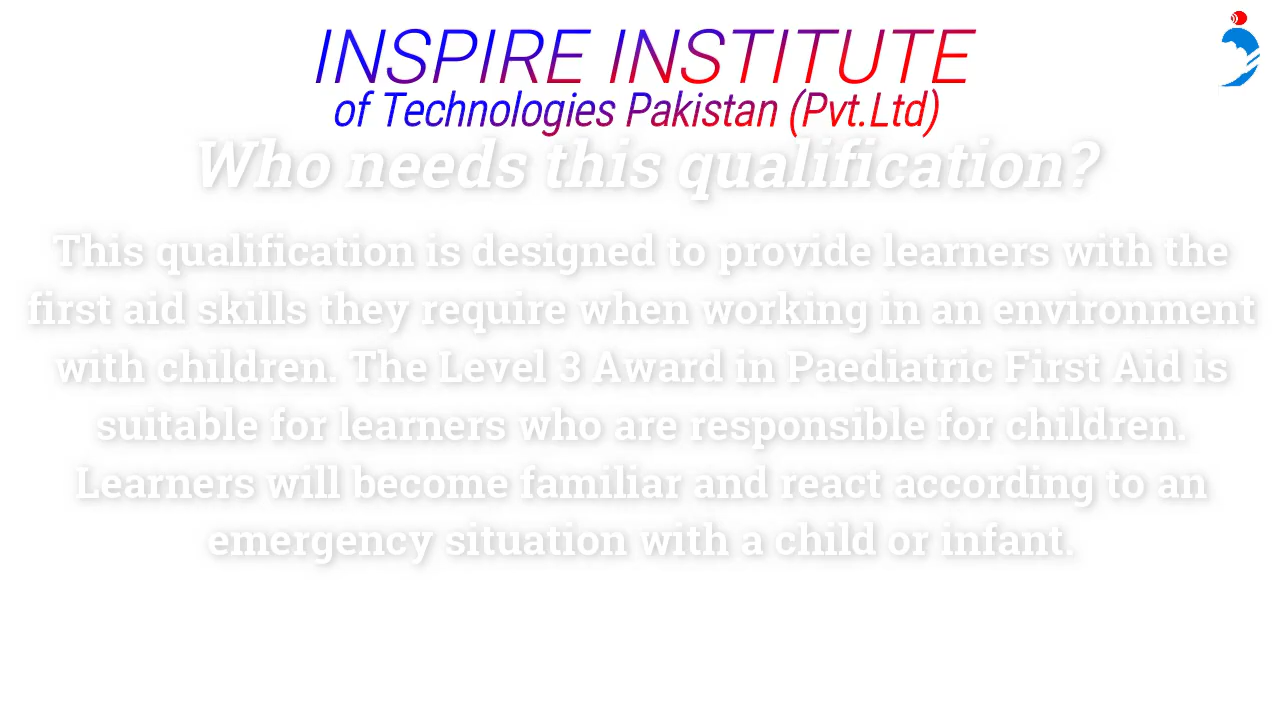 INSPIRE INSTITUTE
of Technologies Pakistan (Pvt.Ltd)
Who needs this qualification?
This qualification is designed to provide learners with the
first aid skills they require when working in an environment
with children. The Level 3 Award in Paediatric First Aid is
suitable for learners who are responsible for children.
Learners will become familiar and react according to an
emergency situation with a child or infant.